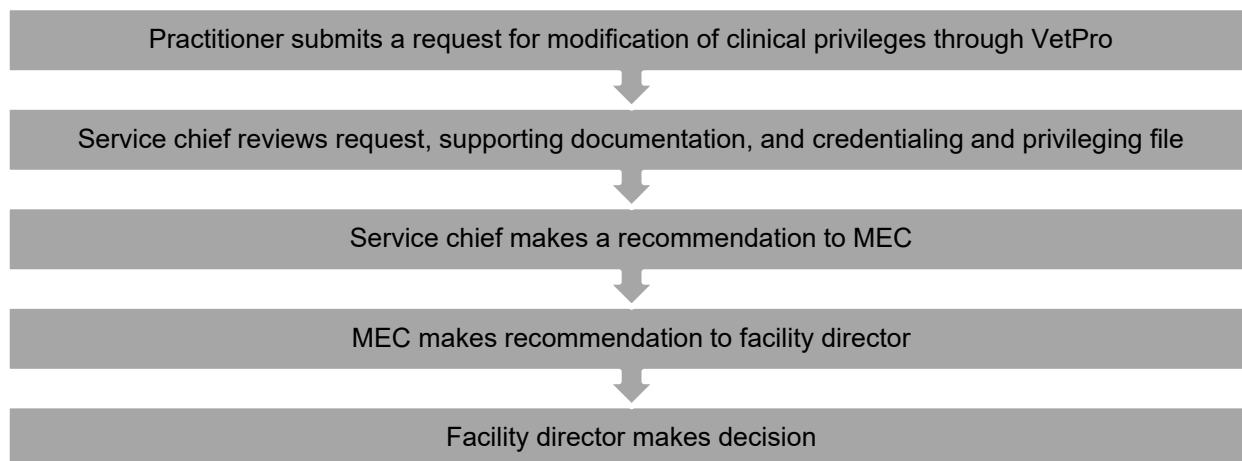 Practitioner submits a request for modification of clinical privileges through VetPro
Service chief reviews request, supporting documentation, and credentialing and privileging file
Service chief makes a recommendation to MEC
MEC makes recommendation to facility director
Facility director makes decision